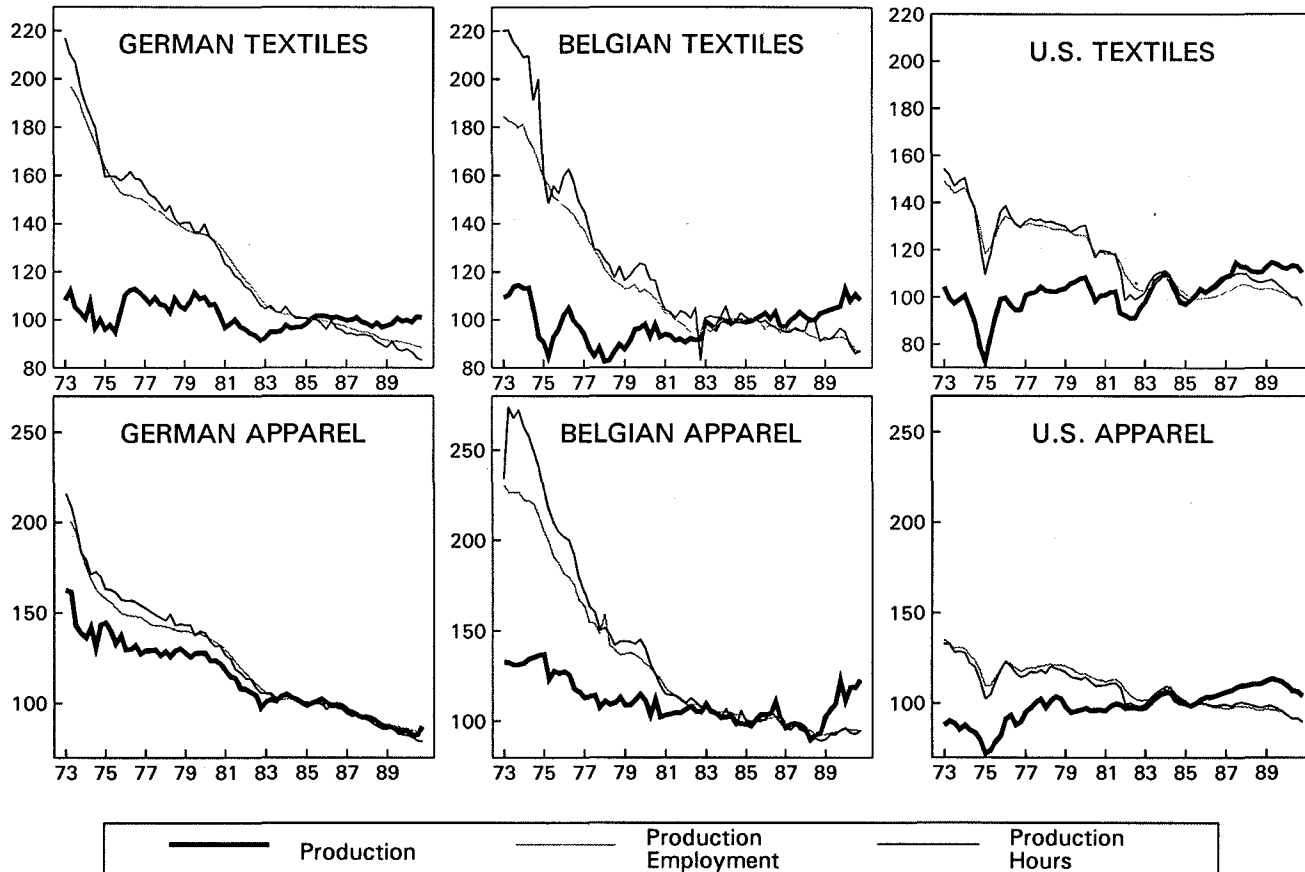 GERMAN TEXTILES
220
200
180
160
140
120
100
80
73 75 77 79 81 83 85 87 89
BELGIAN TEXTILES
220
200
180
160
140
120
100
80
73 75 77 79 81 83 85 87 89
U.S. TEXTILES
220
200
180
160
140
120
100
80
73 75 77 79 81 83 85 87 89
GERMAN APPAREL
250
200
150
100
73 75 77 79 81 83 85 87 89
BELGIAN APPAREL
250
200
150
100
73 75 77 79 81 83 85 87 89
U.S. APPAREL
250
200
150
100
73 75 77 79 81 83 85 87 89
Production
Production
Employment
Production
Hours